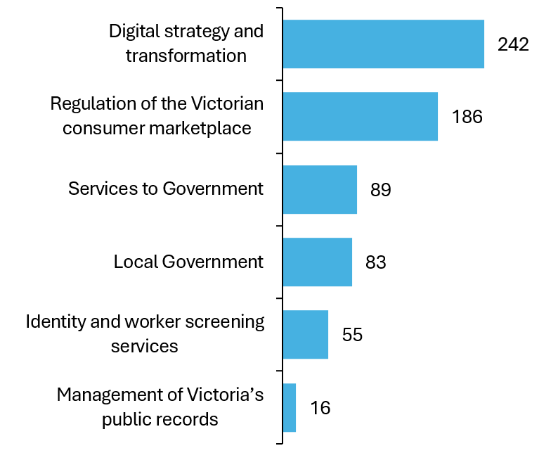 Digital strategy and
transformation
242
Regulation of the Victorian
consumer marketplace
186
Services to Government
89
Local Government
83
Identity and worker screening
services
55
Management of Victoria’s
public records
16